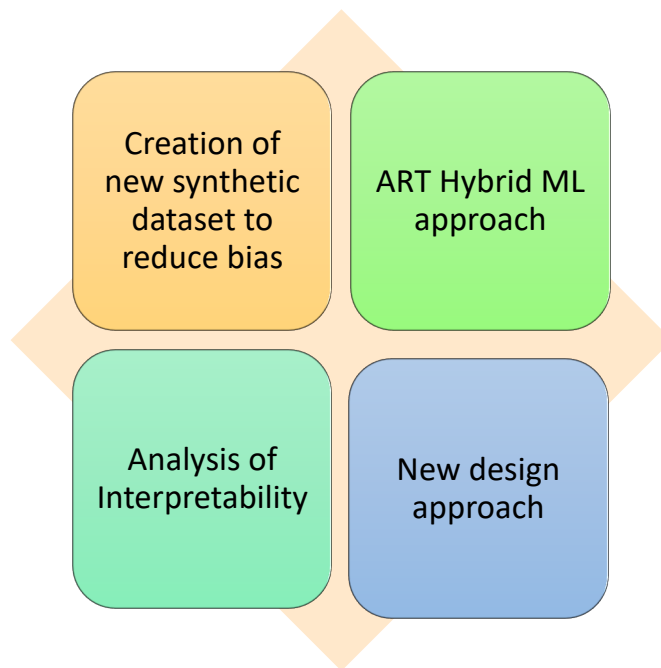 Creation of
new synthetic
dataset to
reduce bias
ART Hybrid ML
approach
Analysis of
Interpretability
New design
approach